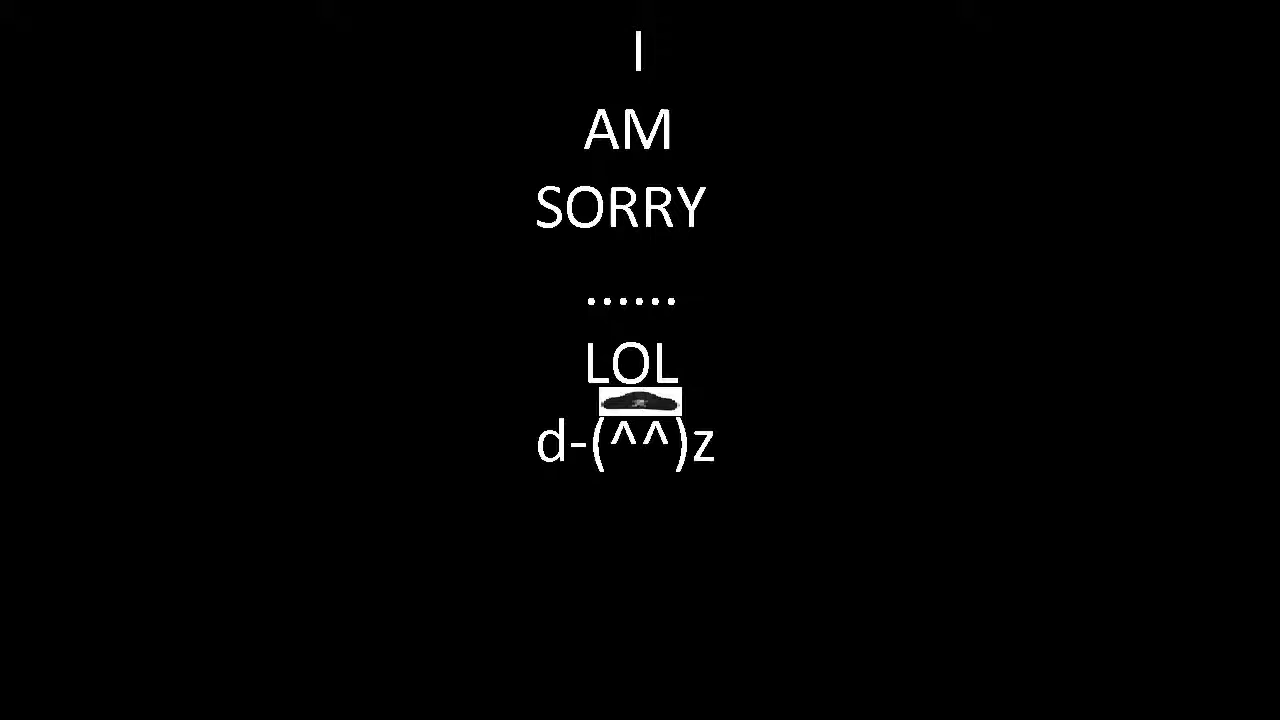 I
AM
SORRY
......
LOL
d-(^^)z